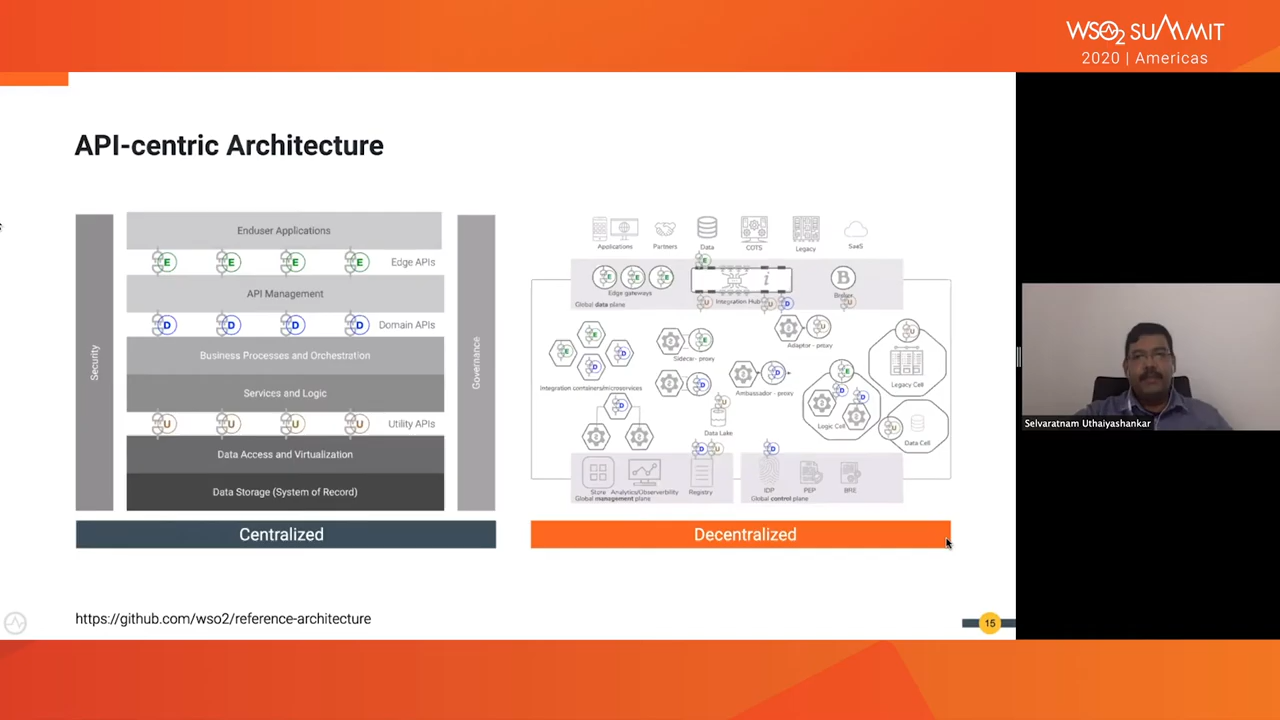 WSO2 SUMMIT
2020 | Americas
API-centric Architecture
Security
Enduser Applications
E E E E Edge APIs
API Management
D D D D Domain APIs
Business Processes and Orchestration
Services and Logic
U U U U Utility APIs
Data Access and Virtualization
Data Storage (System of Record)
Governance
Centralized
Applications Partners Data COTS Legacy SaaS
E
E E E i B
Edge gateways Integration Hub Broker
Global data plane
U U D U
E E D D
Integration containers/microservices
E
Sidecar - proxy
D
U
Adaptor - proxy
D
Ambassador - proxy
U
Legacy Cell
E D D
Logic Cell
U
Data Cell
D
U
Data Lake
D U D
Store Analytics/Observability Registry
Global management plane
IDP PEP BRE
Global control plane
Decentralized
https://github.com/wso2/reference-architecture
15
Selvaratnam Uthaiyashankar